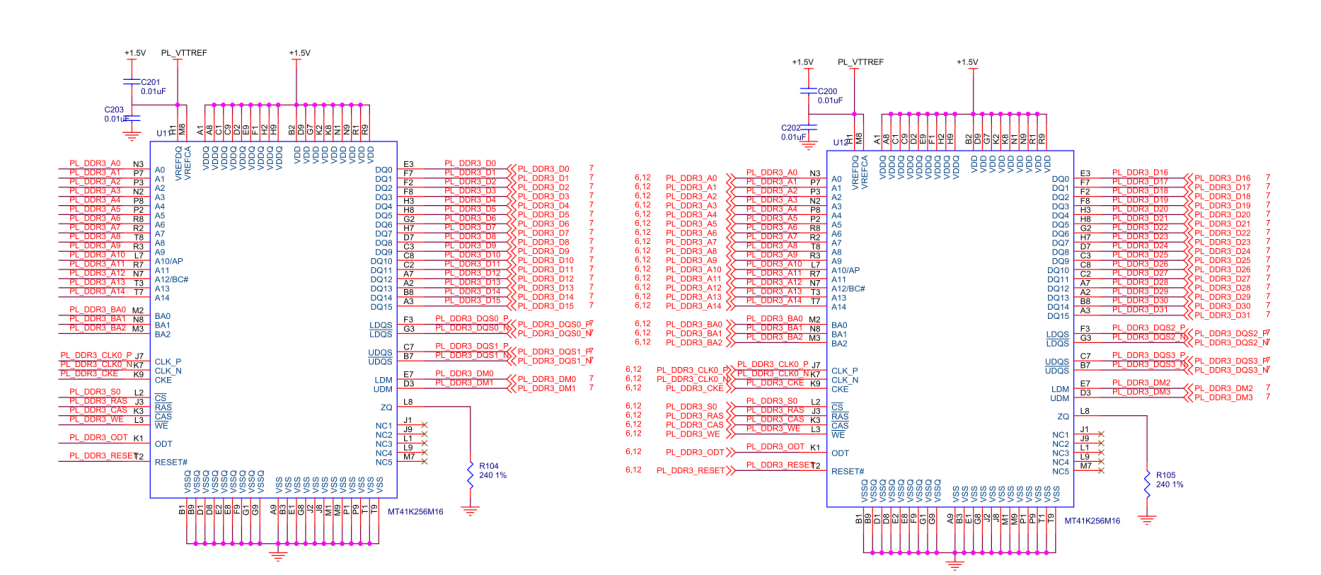 +1.5V PL_VTTREF +1.5V
C201
0.01uF
C203
0.01uF
H1 M8 A1 A8 C1 C9 D2 E9 F1 H2 H9 B2 D9 G7 K2 K8 N1 N9 R1 R9
VREFDQ VREFCA VDDQ VDDQ VDDQ VDDQ VDDQ VDDQ VDDQ VDDQ VDDQ VDD VDD VDD VDD VDD VDD VDD VDD VDD
PL_DDR3_A0 N3 A0
PL_DDR3_A1 P7 A1
PL_DDR3_A2 P3 A2
PL_DDR3_A3 N2 A3
PL_DDR3_A4 P8 A4
PL_DDR3_A5 P2 A5
PL_DDR3_A6 R8 A6
PL_DDR3_A7 R2 A7
PL_DDR3_A8 T8 A8
PL_DDR3_A9 R3 A9
PL_DDR3_A10 L7 A10/AP
PL_DDR3_A11 R7 A11
PL_DDR3_A12 N7 A12/BC#
PL_DDR3_A13 T3 A13
PL_DDR3_A14 T7 A14
PL_DDR3_BA0 M2 BA0
PL_DDR3_BA1 N8 BA1
PL_DDR3_BA2 M3 BA2
PL_DDR3_CLK0_P J7 CLK_P
PL_DDR3_CLK0_N K7 CLK_N
PL_DDR3_CKE K9 CKE
PL_DDR3_S0 L2 CS
PL_DDR3_RAS J3 RAS
PL_DDR3_CAS K3 CAS
PL_DDR3_WE L3 WE
PL_DDR3_ODT K1 ODT
PL_DDR3_RESET T2 RESET#
DQ0 E3 PL_DDR3_D0 PL_DDR3_D0 7
DQ1 F7 PL_DDR3_D1 PL_DDR3_D1 7
DQ2 F2 PL_DDR3_D2 PL_DDR3_D2 7
DQ3 F8 PL_DDR3_D3 PL_DDR3_D3 7
DQ4 H3 PL_DDR3_D4 PL_DDR3_D4 7
DQ5 H8 PL_DDR3_D5 PL_DDR3_D5 7
DQ6 G2 PL_DDR3_D6 PL_DDR3_D6 7
DQ7 H7 PL_DDR3_D7 PL_DDR3_D7 7
DQ8 D7 PL_DDR3_D8 PL_DDR3_D8 7
DQ9 C3 PL_DDR3_D9 PL_DDR3_D9 7
DQ10 C8 PL_DDR3_D10 PL_DDR3_D10 7
DQ11 C2 PL_DDR3_D11 PL_DDR3_D11 7
DQ12 A7 PL_DDR3_D12 PL_DDR3_D12 7
DQ13 A2 PL_DDR3_D13 PL_DDR3_D13 7
DQ14 B8 PL_DDR3_D14 PL_DDR3_D14 7
DQ15 A3 PL_DDR3_D15 PL_DDR3_D15 7
LDQS F3 PL_DDR3_DQS0_P PL_DDR3_DQS0_P 7
LDQS G3 PL_DDR3_DQS0_N PL_DDR3_DQS0_N 7
UDQS C7 PL_DDR3_DQS1_P PL_DDR3_DQS1_P 7
UDQS B7 PL_DDR3_DQS1_N PL_DDR3_DQS1_N 7
LDM E7 PL_DDR3_DM0 PL_DDR3_DM0 7
UDM D3 PL_DDR3_DM1 PL_DDR3_DM1 7
ZQ L8
NC1 J1
NC2 J9
NC3 L1
NC4 L9
NC5 M7
R104
240 1%
VSSQ VSSQ VSSQ VSSQ VSSQ VSSQ VSSQ VSSQ VSSQ VSS VSS VSS VSS VSS VSS VSS VSS VSS VSS VSS VSS
B1 B9 D1 D8 E2 E8 F9 G1 G9 A9 B3 E1 G8 J2 J8 M1 M9 P1 P9 T1 T9
MT41K256M16
+1.5V PL_VTTREF +1.5V
C200
0.01uF
C202
0.01uF
H1 M8 A1 A8 C1 C9 D2 E9 F1 H2 H9 B2 D9 G7 K2 K8 N1 N9 R1 R9
VREFDQ VREFCA VDDQ VDDQ VDDQ VDDQ VDDQ VDDQ VDDQ VDDQ VDDQ VDD VDD VDD VDD VDD VDD VDD VDD VDD
6,12 PL_DDR3_A0 PL_DDR3_A0 N3 A0
6,12 PL_DDR3_A1 PL_DDR3_A1 P7 A1
6,12 PL_DDR3_A2 PL_DDR3_A2 P3 A2
6,12 PL_DDR3_A3 PL_DDR3_A3 N2 A3
6,12 PL_DDR3_A4 PL_DDR3_A4 P8 A4
6,12 PL_DDR3_A5 PL_DDR3_A5 P2 A5
6,12 PL_DDR3_A6 PL_DDR3_A6 R8 A6
6,12 PL_DDR3_A7 PL_DDR3_A7 R2 A7
6,12 PL_DDR3_A8 PL_DDR3_A8 T8 A8
6,12 PL_DDR3_A9 PL_DDR3_A9 R3 A9
6,12 PL_DDR3_A10 PL_DDR3_A10 L7 A10/AP
6,12 PL_DDR3_A11 PL_DDR3_A11 R7 A11
6,12 PL_DDR3_A12 PL_DDR3_A12 N7 A12/BC#
6,12 PL_DDR3_A13 PL_DDR3_A13 T3 A13
6,12 PL_DDR3_A14 PL_DDR3_A14 T7 A14
6,12 PL_DDR3_BA0 PL_DDR3_BA0 M2 BA0
6,12 PL_DDR3_BA1 PL_DDR3_BA1 N8 BA1
6,12 PL_DDR3_BA2 PL_DDR3_BA2 M3 BA2
6,12 PL_DDR3_CLK0_P PL_DDR3_CLK0_P J7 CLK_P
6,12 PL_DDR3_CLK0_N PL_DDR3_CLK0_N K7 CLK_N
6,12 PL_DDR3_CKE PL_DDR3_CKE K9 CKE
6,12 PL_DDR3_S0 PL_DDR3_S0 L2 CS
6,12 PL_DDR3_RAS PL_DDR3_RAS J3 RAS
6,12 PL_DDR3_CAS PL_DDR3_CAS K3 CAS
6,12 PL_DDR3_WE PL_DDR3_WE L3 WE
6,12 PL_DDR3_ODT PL_DDR3_ODT K1 ODT
6,12 PL_DDR3_RESET PL_DDR3_RESET T2 RESET#
DQ0 E3 PL_DDR3_D16 PL_DDR3_D16 7
DQ1 F7 PL_DDR3_D17 PL_DDR3_D17 7
DQ2 F2 PL_DDR3_D18 PL_DDR3_D18 7
DQ3 F8 PL_DDR3_D19 PL_DDR3_D19 7
DQ4 H3 PL_DDR3_D20 PL_DDR3_D20 7
DQ5 H8 PL_DDR3_D21 PL_DDR3_D21 7
DQ6 G2 PL_DDR3_D22 PL_DDR3_D22 7
DQ7 H7 PL_DDR3_D23 PL_DDR3_D23 7
DQ8 D7 PL_DDR3_D24 PL_DDR3_D24 7
DQ9 C3 PL_DDR3_D25 PL_DDR3_D25 7
DQ10 C8 PL_DDR3_D26 PL_DDR3_D26 7
DQ11 C2 PL_DDR3_D27 PL_DDR3_D27 7
DQ12 A7 PL_DDR3_D28 PL_DDR3_D28 7
DQ13 A2 PL_DDR3_D29 PL_DDR3_D29 7
DQ14 B8 PL_DDR3_D30 PL_DDR3_D30 7
DQ15 A3 PL_DDR3_D31 PL_DDR3_D31 7
LDQS F3 PL_DDR3_DQS2_P PL_DDR3_DQS2_P 7
LDQS G3 PL_DDR3_DQS2_N PL_DDR3_DQS2_N 7
UDQS C7 PL_DDR3_DQS3_P PL_DDR3_DQS3_P 7
UDQS B7 PL_DDR3_DQS3_N PL_DDR3_DQS3_N 7
LDM E7 PL_DDR3_DM2 PL_DDR3_DM2 7
UDM D3 PL_DDR3_DM3 PL_DDR3_DM3 7
ZQ L8
NC1 J1
NC2 J9
NC3 L1
NC4 L9
NC5 M7
R105
240 1%
VSSQ VSSQ VSSQ VSSQ VSSQ VSSQ VSSQ VSSQ VSSQ VSS VSS VSS VSS VSS VSS VSS VSS VSS VSS VSS VSS
B1 B9 D1 D8 E2 E8 F9 G1 G9 A9 B3 E1 G8 J2 J8 M1 M9 P1 P9 T1 T9
MT41K256M16